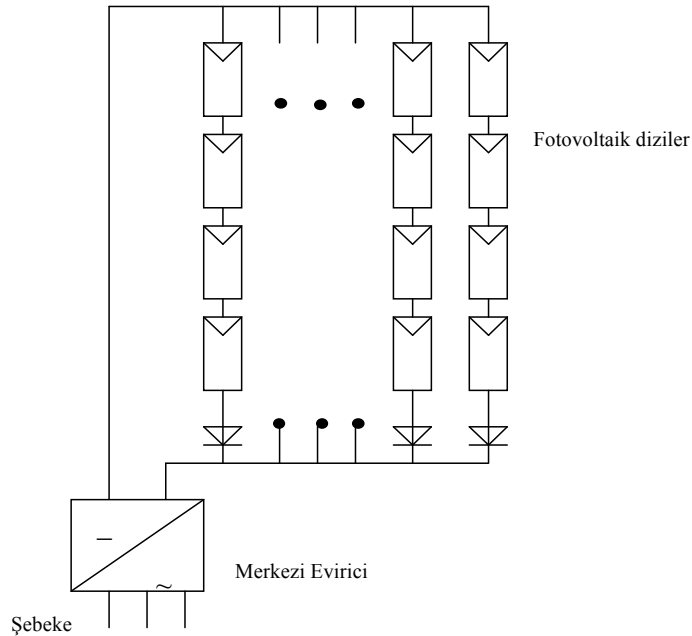 Fotovoltaik diziler
–
~
Merkezi Evirici
Şebeke